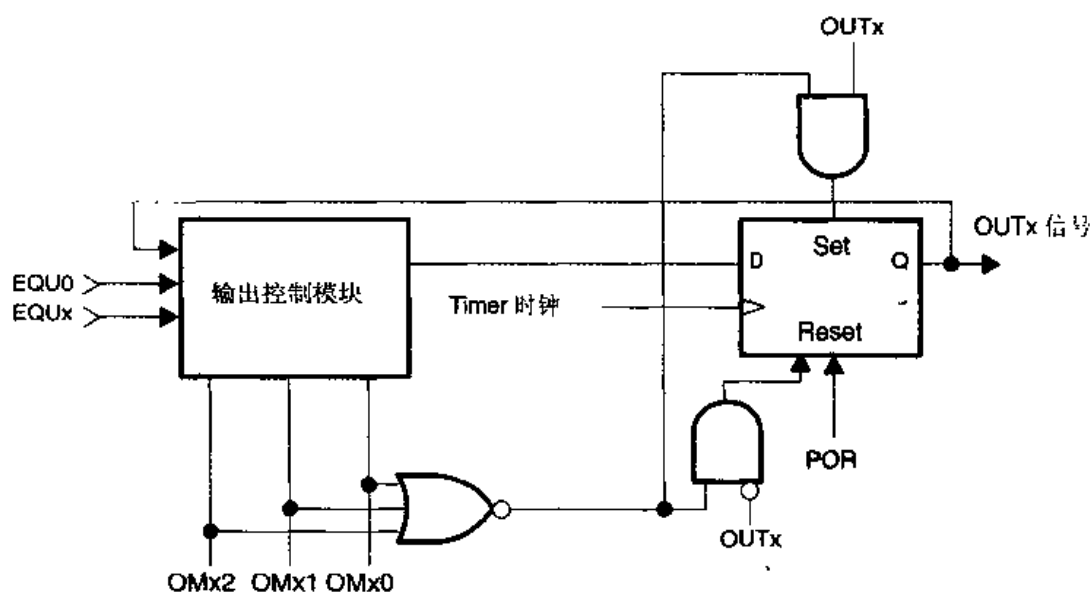 OUTx
OUTx 信号
Set
D
Q
EQU0
EQUx
输出控制模块
Timer 时钟
Reset
POR
OUTx
OMx2 OMx1 OMx0